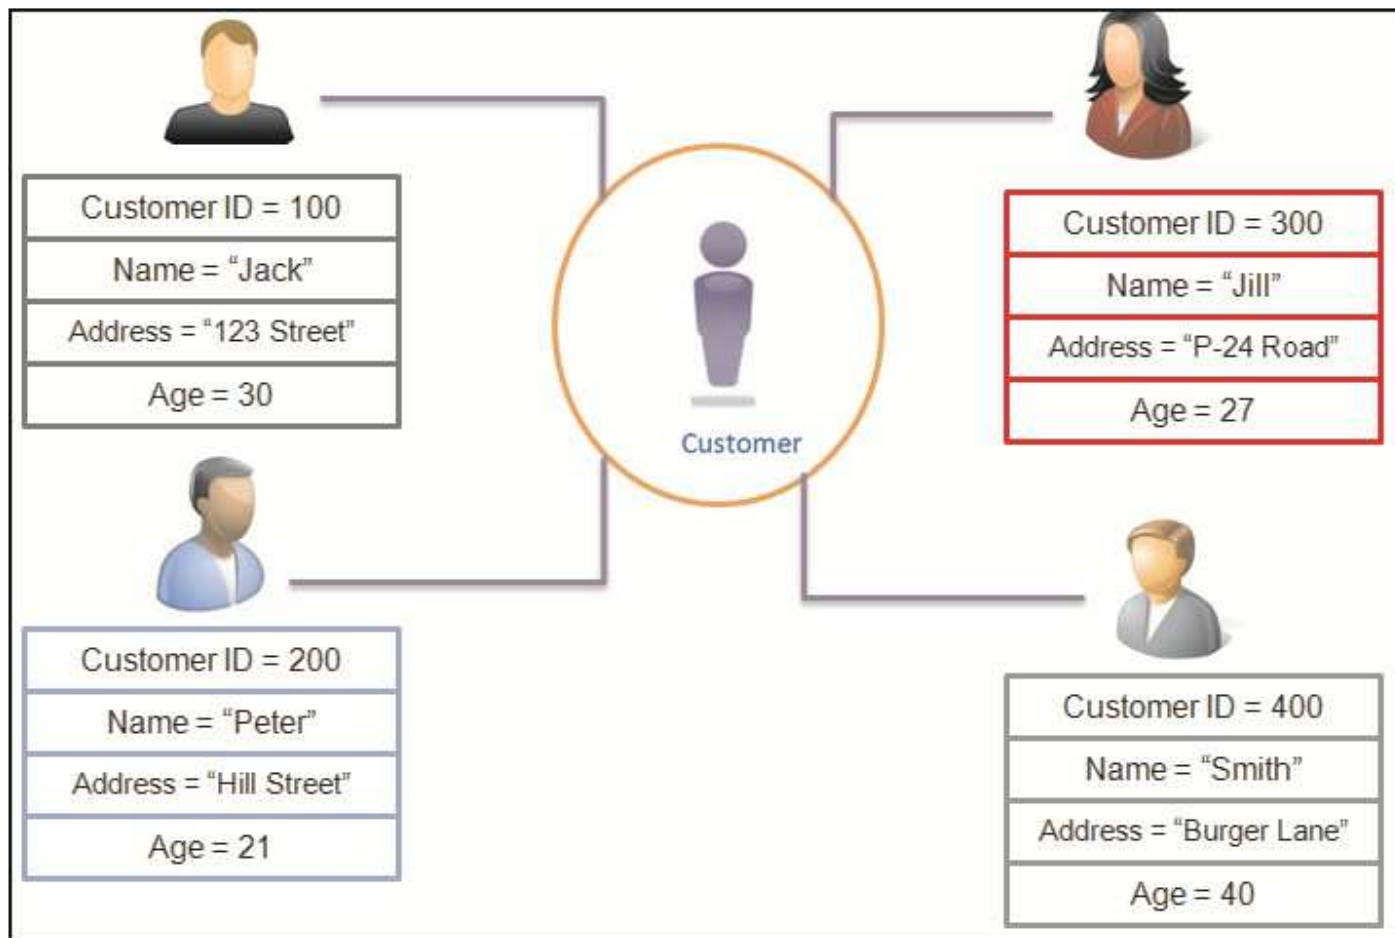 Customer ID = 100
Name = “Jack”
Address = “123 Street”
Age = 30
Customer ID = 300
Name = “Jill”
Address = “P-24 Road”
Age = 27
Customer
Customer ID = 200
Name = “Peter”
Address = “Hill Street”
Age = 21
Customer ID = 400
Name = “Smith”
Address = “Burger Lane”
Age = 40